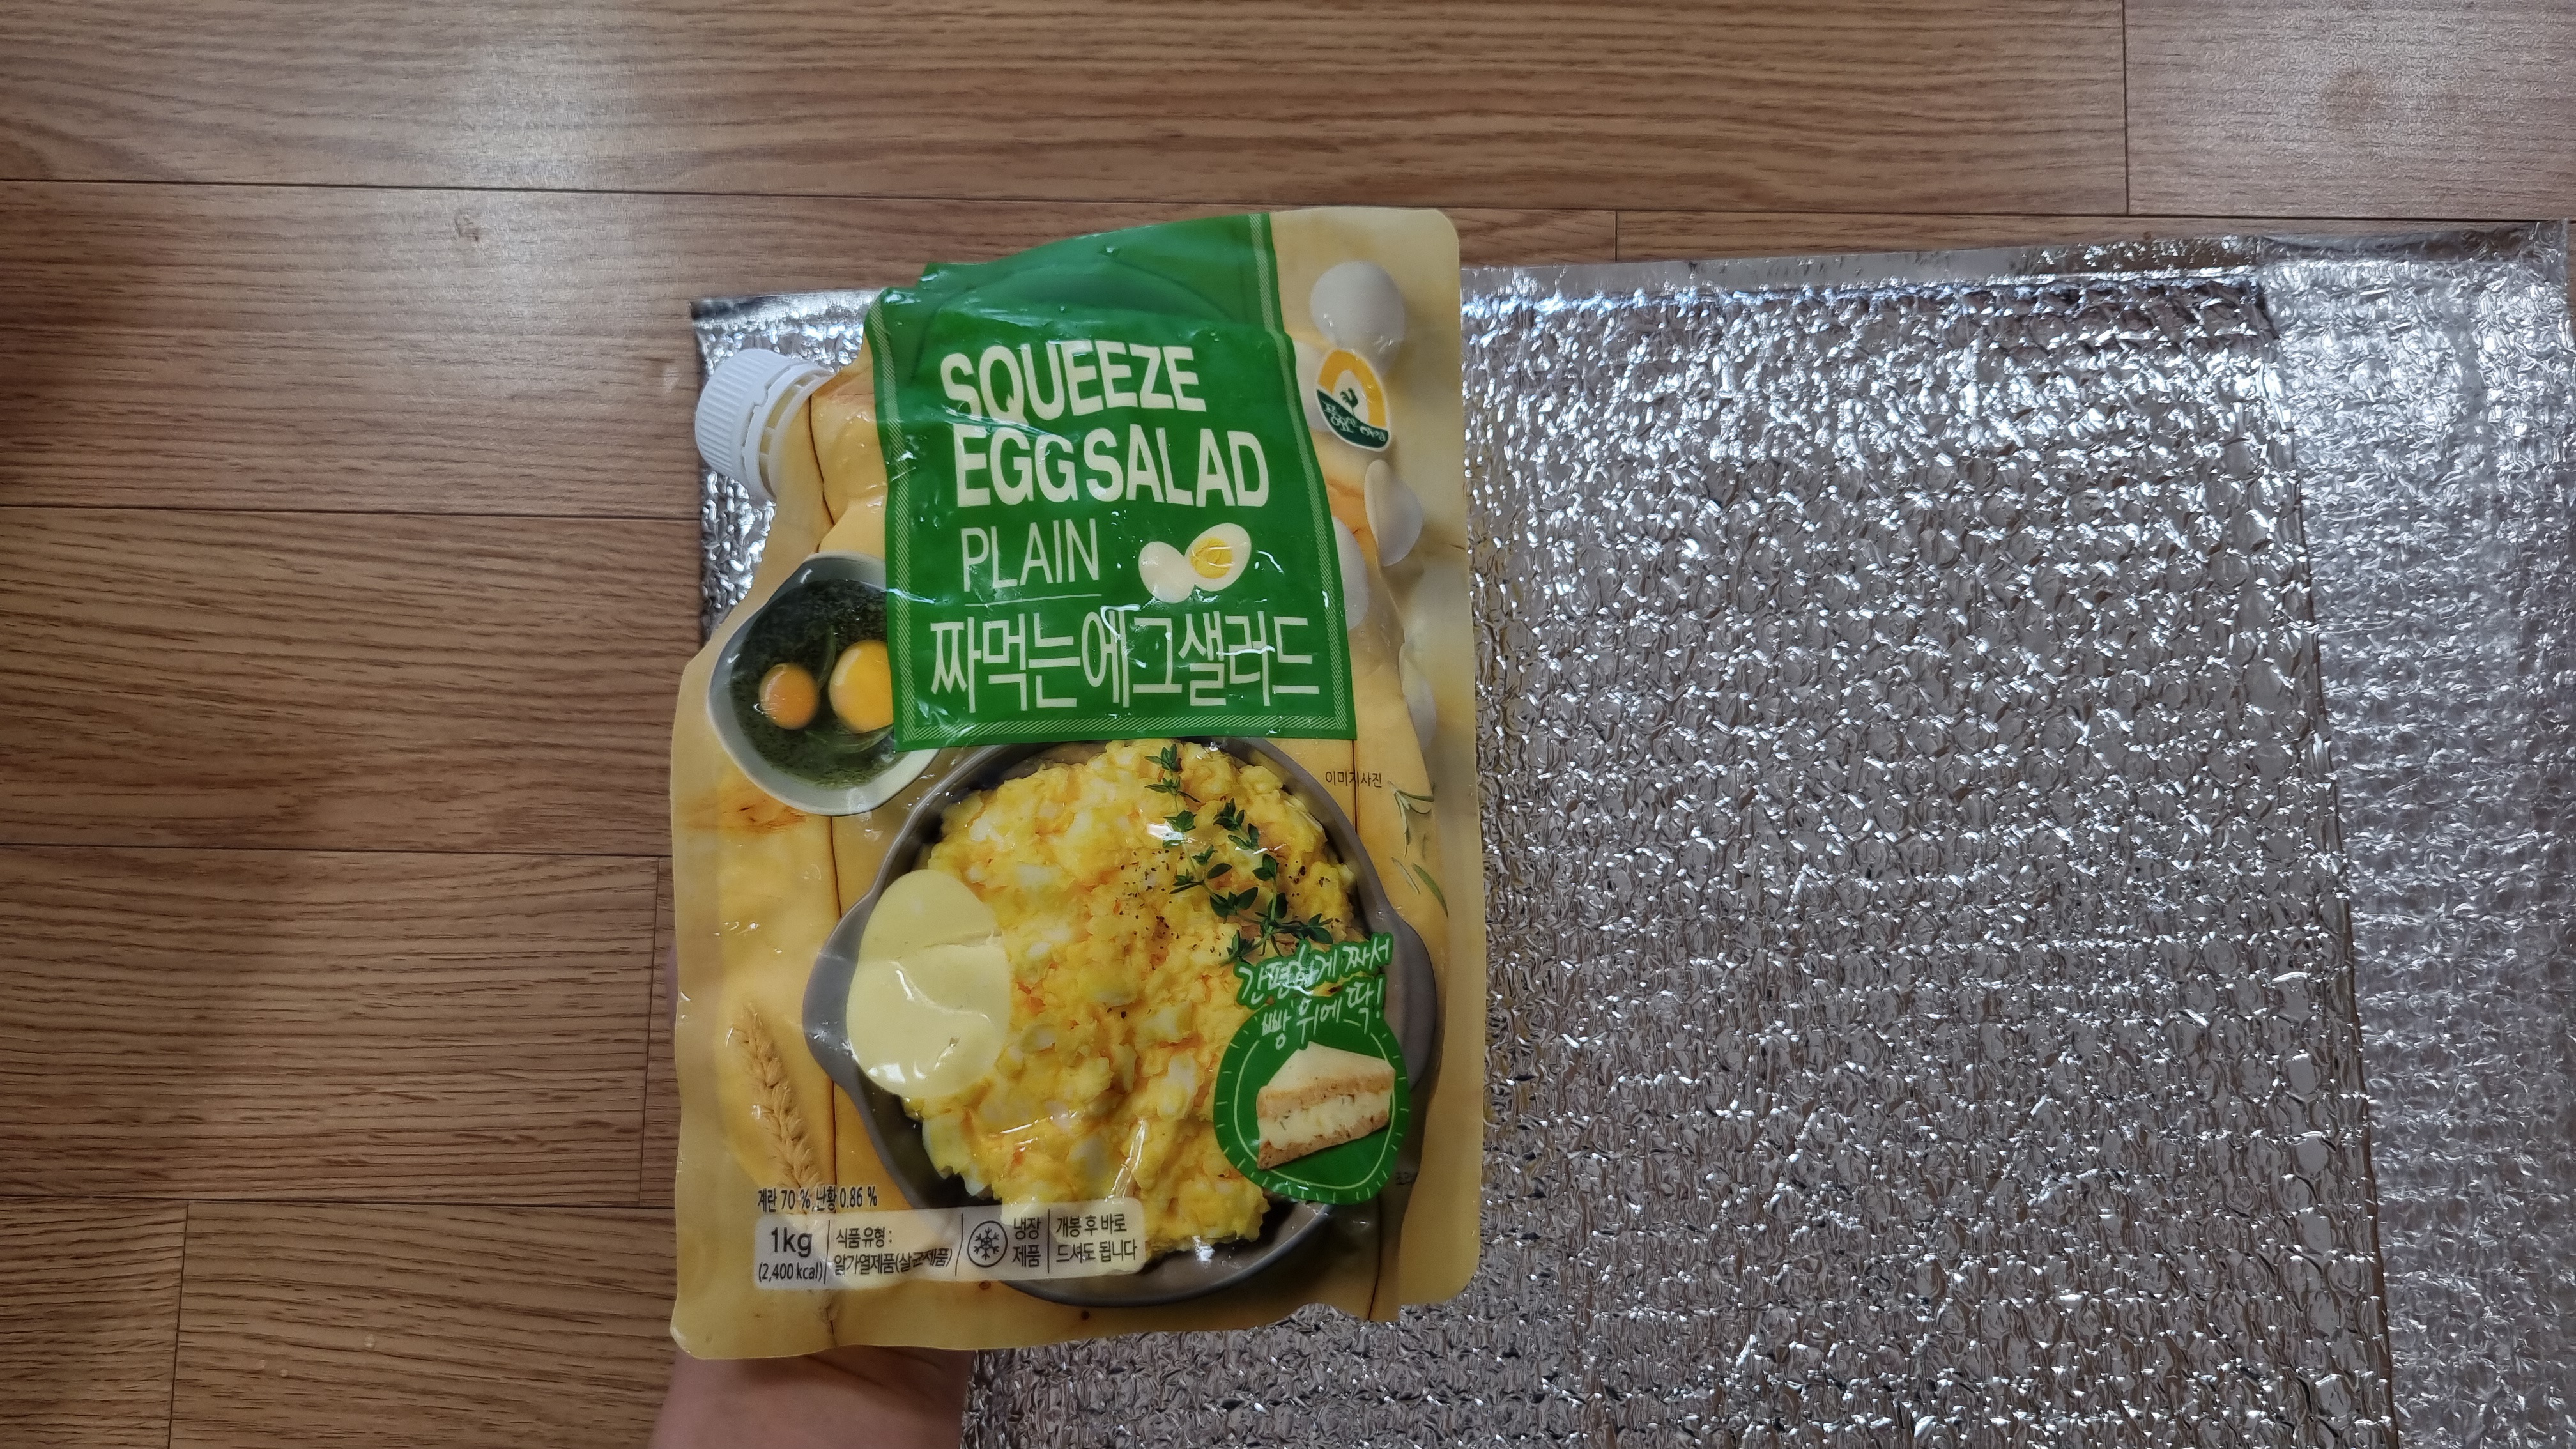 SQUEEZE
EGG SALAD
PLAIN
짜먹는에그샐러드
이미지사진
간편하게 짜서
빵 위에 딱!
계란 70 %, 난황 0.86 %
1kg
(2,400 kcal)
식품유형 :
알가열제품(살균제품)
냉장
제품
개봉 후 바로
드셔도 됩니다